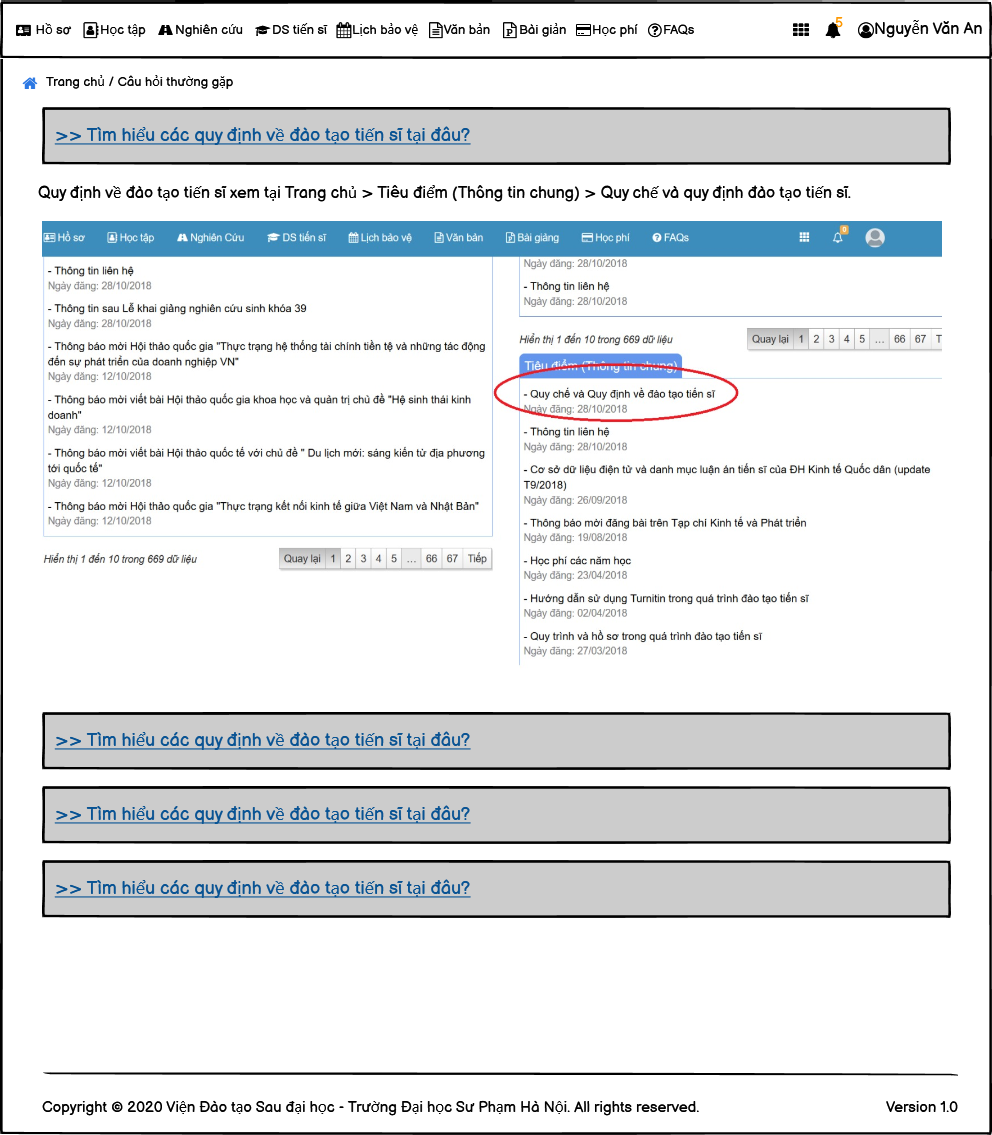 Hồ sơ Học tập Nghiên cứu DS tiến sĩ Lịch bảo vệ Văn bản Bài giản Học phí FAQs 5 Nguyễn Văn An
Trang chủ / Câu hỏi thường gặp
>> Tìm hiểu các quy định về đào tạo tiến sĩ tại đâu?
Quy định về đào tạo tiến sĩ xem tại Trang chủ > Tiêu điểm (Thông tin chung) > Quy chế và quy định đào tạo tiến sĩ.
Hồ sơ Học tập Nghiên Cứu DS tiến sĩ Lịch bảo vệ Văn bản Bài giảng Học phí FAQs 0
- Thông tin liên hệ
Ngày đăng: 28/10/2018
- Thông tin sau Lễ khai giảng nghiên cứu sinh khóa 39
Ngày đăng: 28/10/2018
- Thông báo mời Hội thảo quốc gia "Thực trạng hệ thống tài chính tiền tệ và những tác động
đến sự phát triển của doanh nghiệp VN"
Ngày đăng: 12/10/2018
- Thông báo mời viết bài Hội thảo quốc gia khoa học và quản trị chủ đề "Hệ sinh thái kinh
doanh"
Ngày đăng: 12/10/2018
- Thông báo mời viết bài Hội thảo quốc tế với chủ đề " Du lịch mới: sáng kiến từ địa phương
tới quốc tế"
Ngày đăng: 12/10/2018
- Thông báo mời Hội thảo quốc gia "Thực trạng kết nối kinh tế giữa Việt Nam và Nhật Bản"
Ngày đăng: 12/10/2018
Hiển thị 1 đến 10 trong 669 dữ liệu Quay lại 1 2 3 4 5 ... 66 67 Tiếp
Ngày đăng: 28/10/2018
- Thông tin liên hệ
Ngày đăng: 28/10/2018
Hiển thị 1 đến 10 trong 669 dữ liệu Quay lại 1 2 3 4 5 ... 66 67 T
Tiêu điểm (Thông tin chung)
- Quy chế và Quy định về đào tạo tiến sĩ
Ngày đăng: 28/10/2018
- Thông tin liên hệ
Ngày đăng: 28/10/2018
- Cơ sở dữ liệu điện tử và danh mục luận án tiến sĩ của ĐH Kinh tế Quốc dân (update
T9/2018)
Ngày đăng: 26/09/2018
- Thông báo mời đăng bài trên Tạp chí Kinh tế và Phát triển
Ngày đăng: 19/08/2018
- Học phí các năm học
Ngày đăng: 23/04/2018
- Hướng dẫn sử dụng Turnitin trong quá trình đào tạo tiến sĩ
Ngày đăng: 02/04/2018
- Quy trình và hồ sơ trong quá trình đào tạo tiến sĩ
Ngày đăng: 27/03/2018
>> Tìm hiểu các quy định về đào tạo tiến sĩ tại đâu?
>> Tìm hiểu các quy định về đào tạo tiến sĩ tại đâu?
>> Tìm hiểu các quy định về đào tạo tiến sĩ tại đâu?
Copyright © 2020 Viện Đào tạo Sau đại học - Trường Đại học Sư Phạm Hà Nội. All rights reserved. Version 1.0